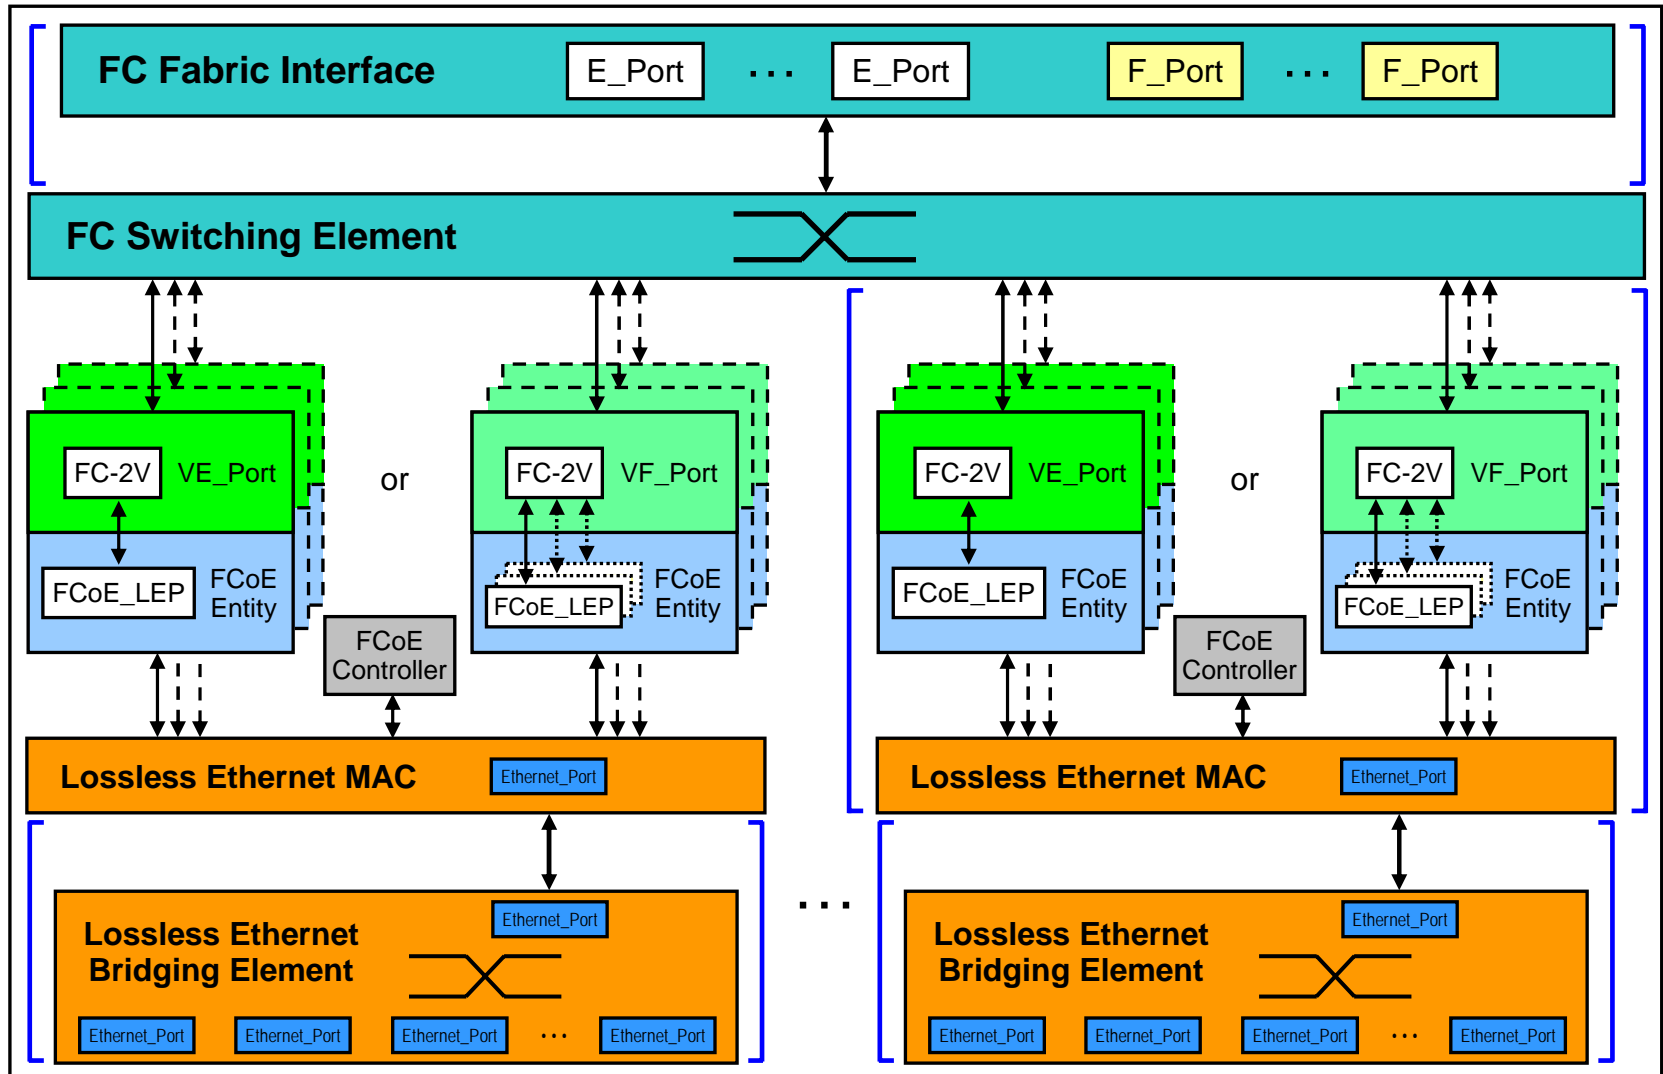 FC Fabric Interface
E_Port ... E_Port F_Port ... F_Port
FC Switching Element
FC-2V VE_Port
or
FC-2V VF_Port
FC-2V VE_Port
or
FC-2V VF_Port
FCoE_LEP
FCoE
Entity
FCoE_LEP
FCoE
Entity
FCoE_LEP
FCoE
Entity
FCoE_LEP
FCoE
Entity
FCoE
Controller
FCoE
Controller
Lossless Ethernet MAC
Ethernet_Port
Lossless Ethernet MAC
Ethernet_Port
...
Ethernet_Port
Lossless Ethernet
Bridging Element
Ethernet_Port Ethernet_Port Ethernet_Port ... Ethernet_Port
Ethernet_Port
Lossless Ethernet
Bridging Element
Ethernet_Port Ethernet_Port Ethernet_Port ... Ethernet_Port